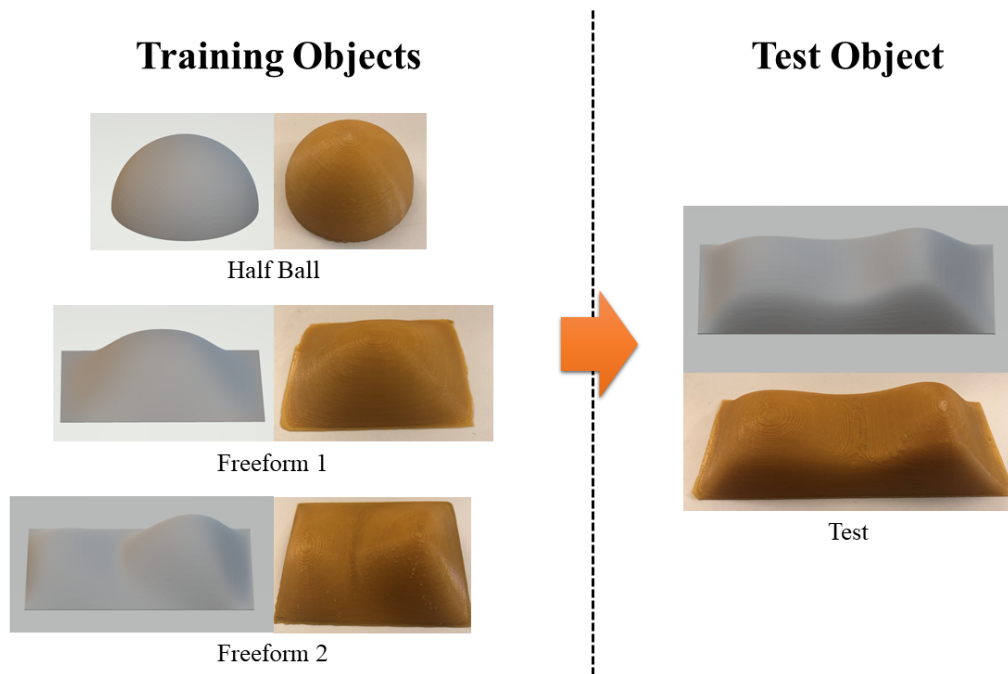 Training Objects
Half Ball
Freeform 1
Freeform 2
Test Object
Test